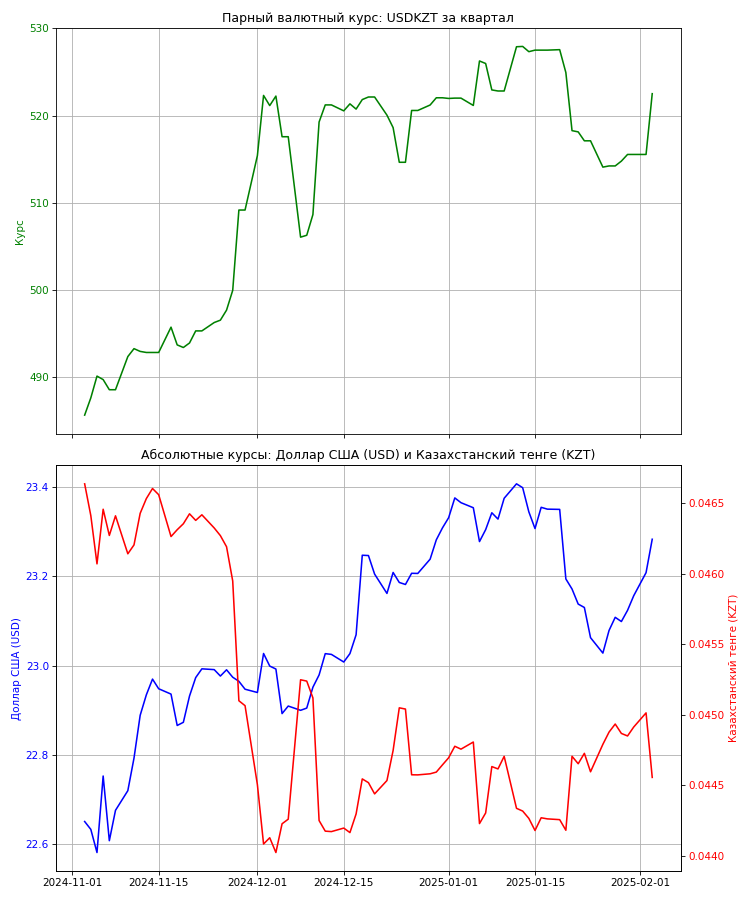 Парный валютный курс: USDKZT за квартал
530
520
510
500
490
Курс
Абсолютные курсы: Доллар США (USD) и Казахстанский тенге (KZT)
23.4
23.2
23.0
22.8
22.6
Доллар США (USD)
0.0465
0.0460
0.0455
0.0450
0.0445
0.0440
Казахстанский тенге (KZT)
2024-11-01 2024-11-15 2024-12-01 2024-12-15 2025-01-01 2025-01-15 2025-02-01